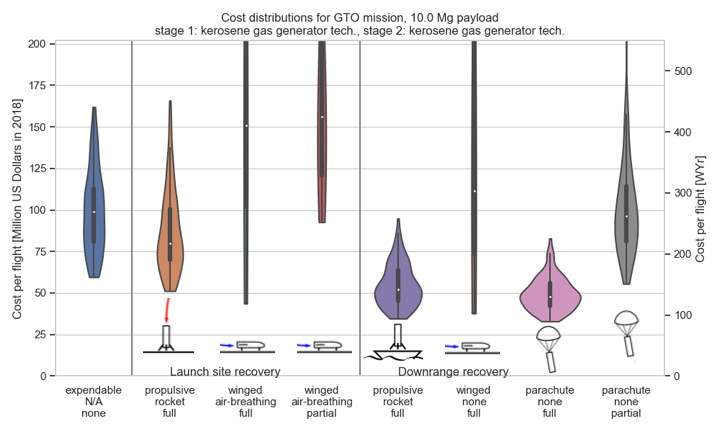 Cost distributions for GTO mission, 10.0 Mg payload
stage 1: kerosene gas generator tech., stage 2: kerosene gas generator tech.
Cost per flight [Million US Dollars in 2018]
200
175
150
125
100
75
50
25
0
500
400
300
200
100
0
Cost per flight [WYr]
Launch site recovery
Downrange recovery
expendable
N/A
none
propulsive
rocket
full
winged
air-breathing
full
winged
air-breathing
partial
propulsive
rocket
full
winged
none
full
parachute
none
full
parachute
none
partial